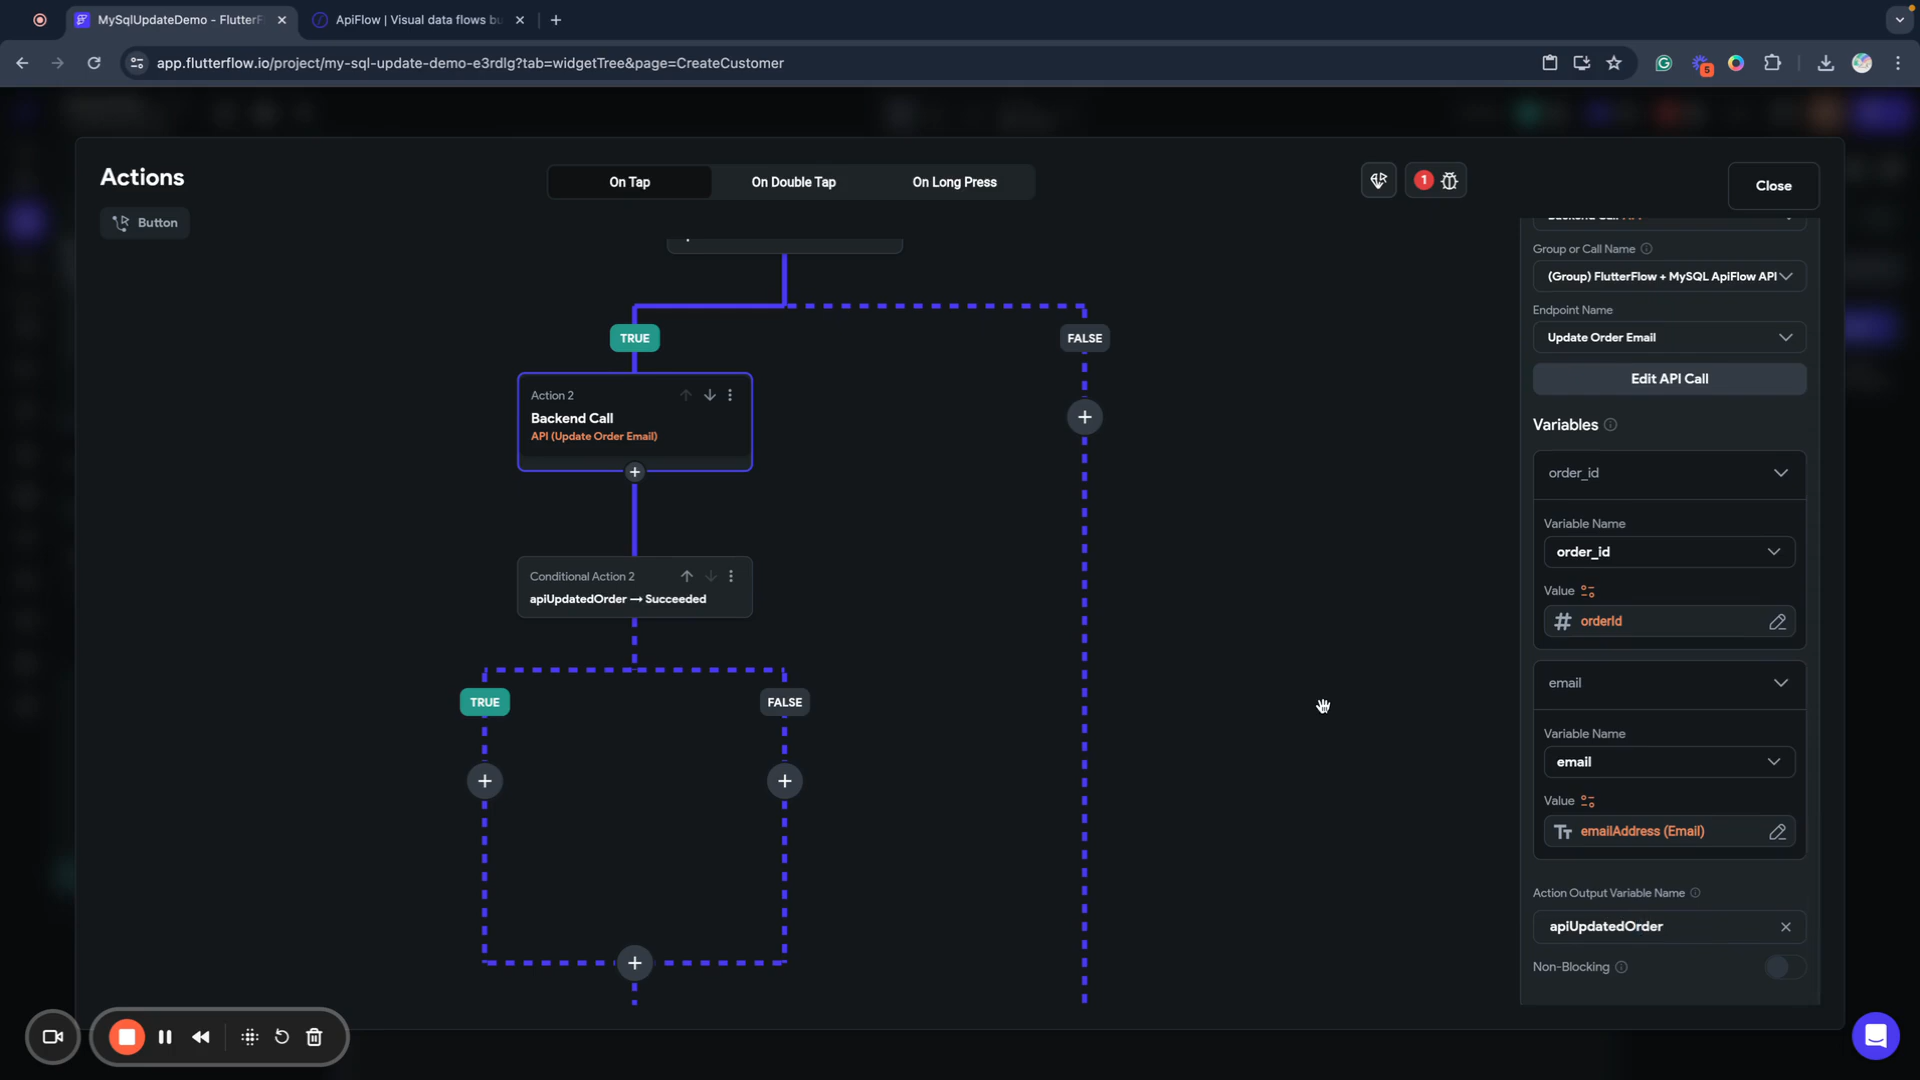 MySqlUpdateDemo - FlutterF
ApiFlow | Visual data flows bu
app.flutterflow.io/project/my-sql-update-demo-e3rdlg?tab=widgetTree&page=CreateCustomer
5
Actions
On Tap
On Double Tap
On Long Press
1
Close
Button
Group or Call Name
(Group) FlutterFlow + MySQL ApiFlow API
Endpoint Name
Update Order Email
Edit API Call
Variables
order_id
Variable Name
order_id
Value
orderId
email
Variable Name
email
Value
Tt emailAddress (Email)
Action Output Variable Name
apiUpdatedOrder
Non-Blocking
TRUE
FALSE
Action 2
Backend Call
API (Update Order Email)
Conditional Action 2
apiUpdatedOrder → Succeeded
TRUE
FALSE